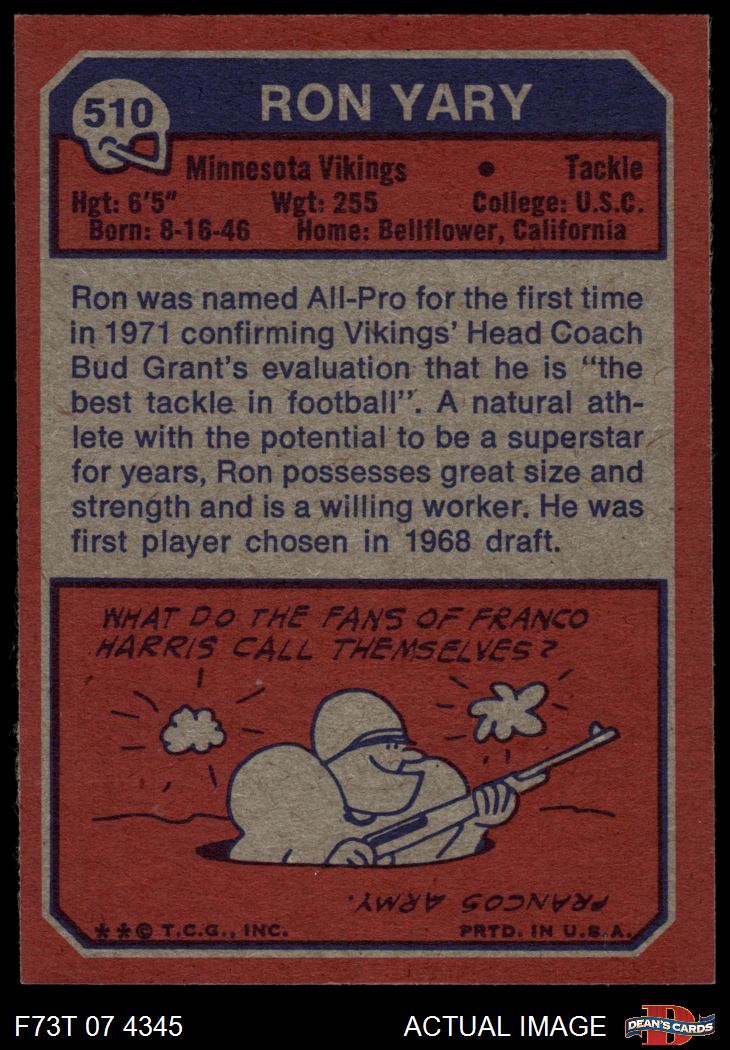 510
RON YARY
Minnesota Vikings • Tackle
Hgt: 6'5" Wgt: 255 College: U.S.C.
Born: 8-16-46 Home: Bellflower, California
Ron was named All-Pro for the first time
in 1971 confirming Vikings' Head Coach
Bud Grant's evaluation that he is "the
best tackle in football". A natural ath-
lete with the potential to be a superstar
for years, Ron possesses great size and
strength and is a willing worker. He was
first player chosen in 1968 draft.
WHAT DO THE FANS OF FRANCO
HARRIS CALL THEMSELVES?
FRANCOS ARMY.
**© T.C.G., INC. PRTD. IN U.S.A.
F73T 07 4345 ACTUAL IMAGE
D
DEAN'S CARDS